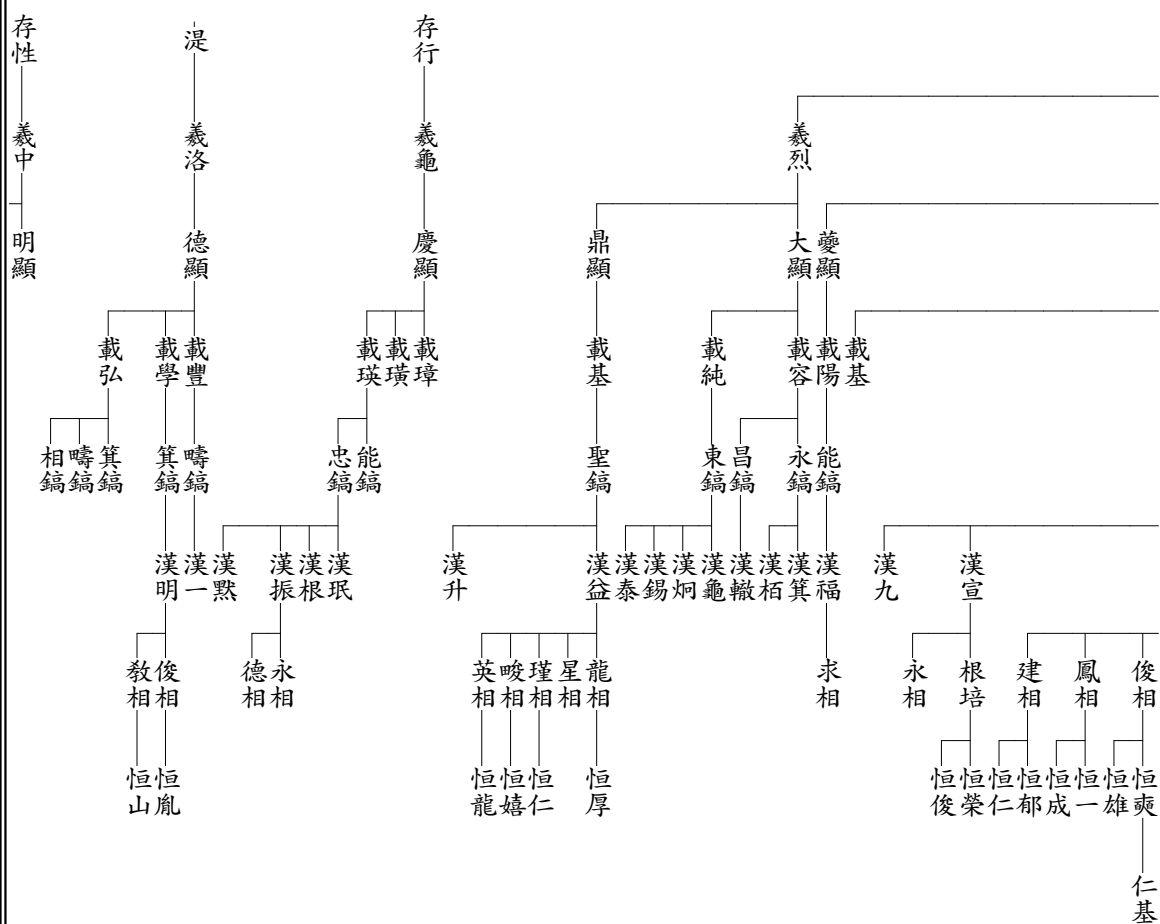 存行
湜
存性
羲烈
羲龜
羲洛
羲中
夔顯
大顯
鼎顯
慶顯
德顯
明顯
載基
載陽
載容
載純
載基
載璋
載璜
載瑛
載豐
載學
載弘
能鎬
永鎬
昌鎬
東鎬
聖鎬
能鎬
忠鎬
疇鎬
箕鎬
箕鎬
疇鎬
相鎬
漢宣
漢九
漢福
漢箕
漢栢
漢轍
漢龜
漢炯
漢錫
漢泰
漢益
漢升
漢珉
漢根
漢振
漢默
漢一
漢明
俊相
鳳相
建相
根培
永相
求相
龍相
星相
瑾相
畯相
英相
永相
德相
俊相
敎相
恒奭
恒雄
恒一
恒成
恒郁
恒仁
恒榮
恒俊
恒厚
恒仁
恒嬉
恒龍
恒胤
恒山
仁基